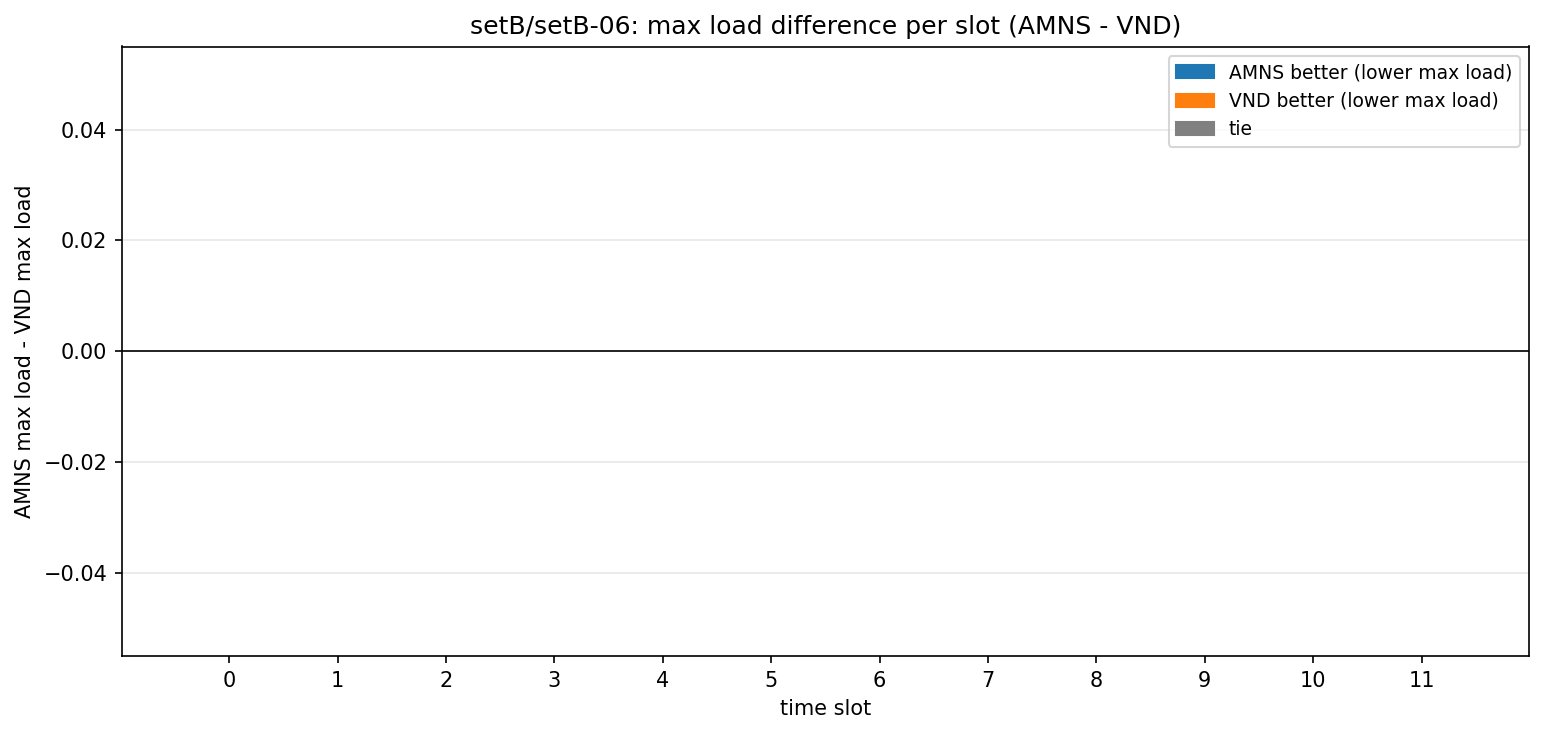 setB/setB-06: max load difference per slot (AMNS - VND)
AMNS better (lower max load)
VND better (lower max load)
tie
AMNS max load - VND max load
0.04
0.02
0.00
−0.02
−0.04
0 1 2 3 4 5 6 7 8 9 10 11
time slot